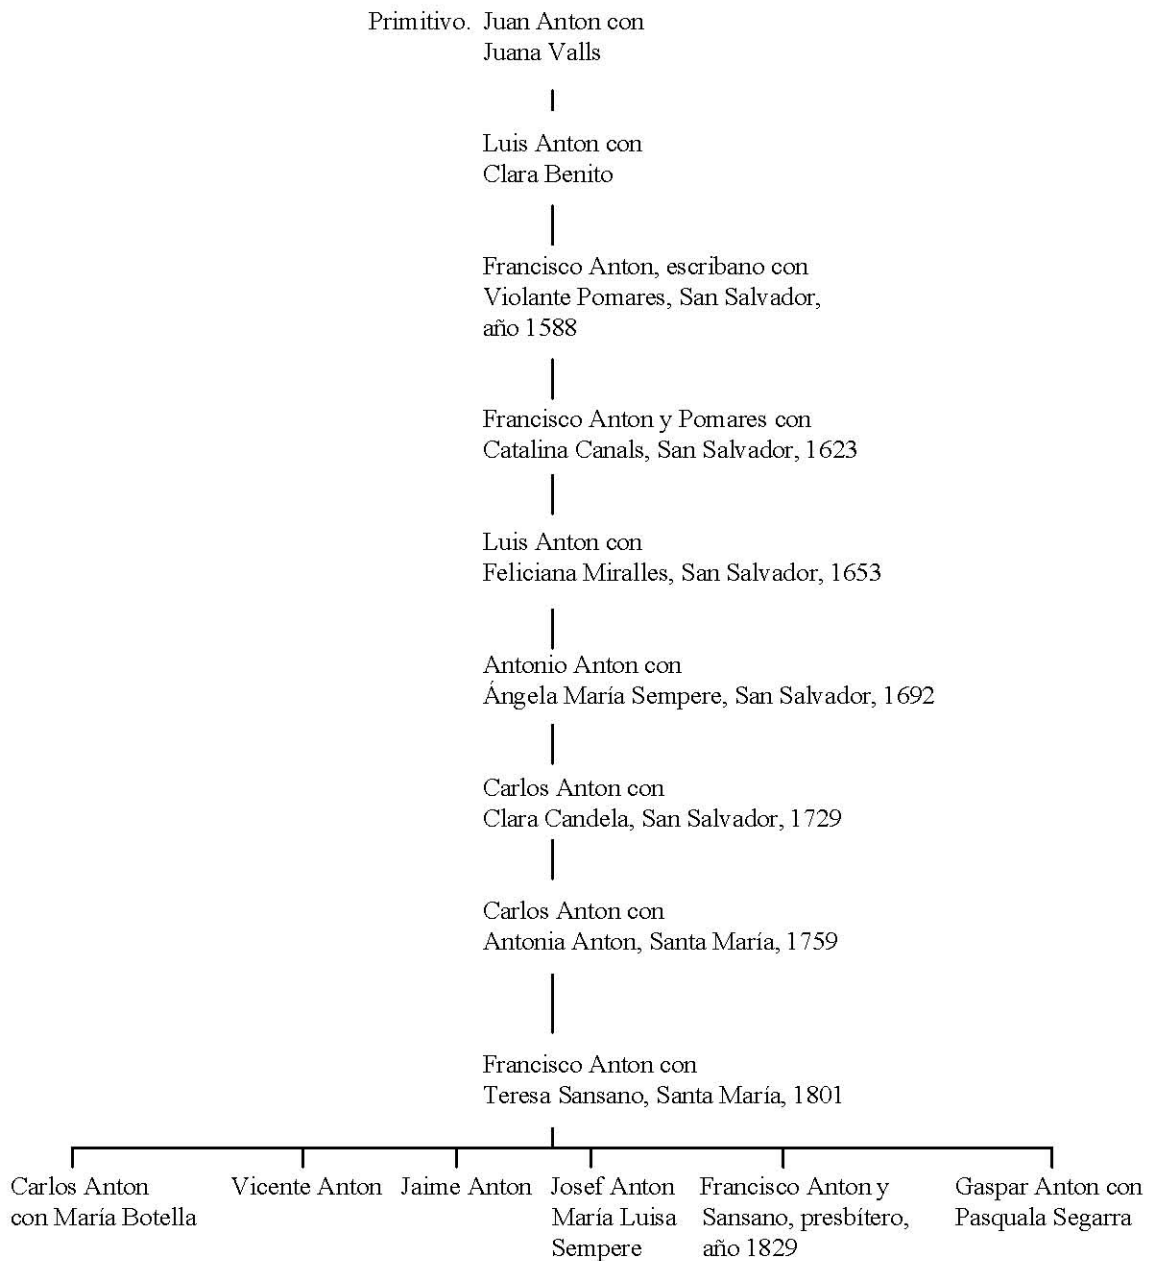 Primitivo. Juan Anton con
Juana Valls
Luis Anton con
Clara Benito
Francisco Anton, escribano con
Violante Pomares, San Salvador,
año 1588
Francisco Anton y Pomares con
Catalina Canals, San Salvador, 1623
Luis Anton con
Feliciana Miralles, San Salvador, 1653
Antonio Anton con
Ángela María Sempere, San Salvador, 1692
Carlos Anton con
Clara Candela, San Salvador, 1729
Carlos Anton con
Antonia Anton, Santa María, 1759
Francisco Anton con
Teresa Sansano, Santa María, 1801
Carlos Anton
con María Botella
Vicente Anton
Jaime Anton
Josef Anton
María Luisa
Sempere
Francisco Anton y
Sansano, presbítero,
año 1829
Gaspar Anton con
Pasquala Segarra